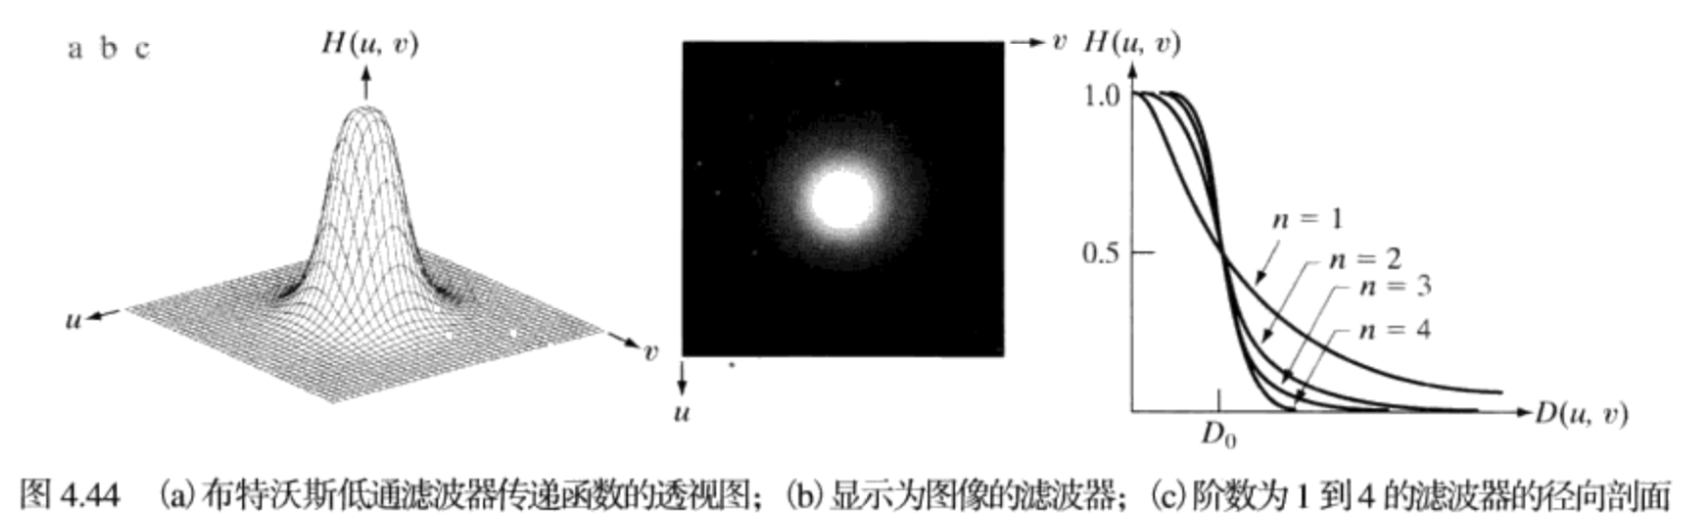 a b c
H(u, v)
u
v
v
u
H(u, v)
1.0
0.5
n = 1
n = 2
n = 3
n = 4
D₀
D(u, v)
图 4.44 (a) 布特沃斯低通滤波器传递函数的透视图；(b) 显示为图像的滤波器；(c) 阶数为 1 到 4 的滤波器的径向剖面